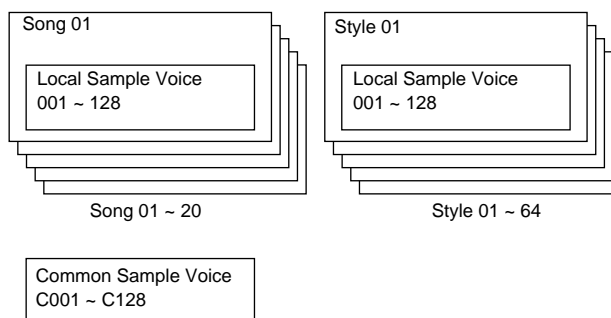 Song 01
Local Sample Voice
001 ~ 128
Song 01 ~ 20
Style 01
Local Sample Voice
001 ~ 128
Style 01 ~ 64
Common Sample Voice
C001 ~ C128